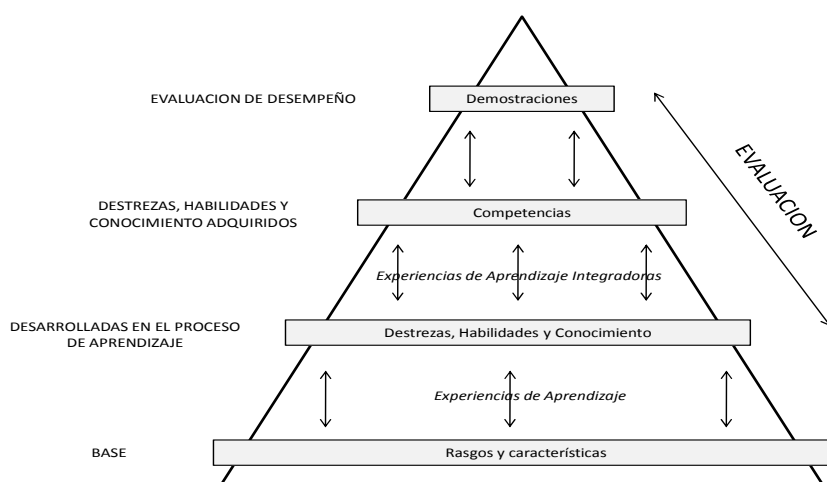 EVALUACION DE DESEMPEÑO
Demostraciones
EVALUACION
DESTREZAS, HABILIDADES Y
CONOCIMIENTO ADQUIRIDOS
Competencias
Experiencias de Aprendizaje Integradoras
DESARROLLADAS EN EL PROCESO
DE APRENDIZAJE
Destrezas, Habilidades y Conocimiento
Experiencias de Aprendizaje
BASE
Rasgos y características